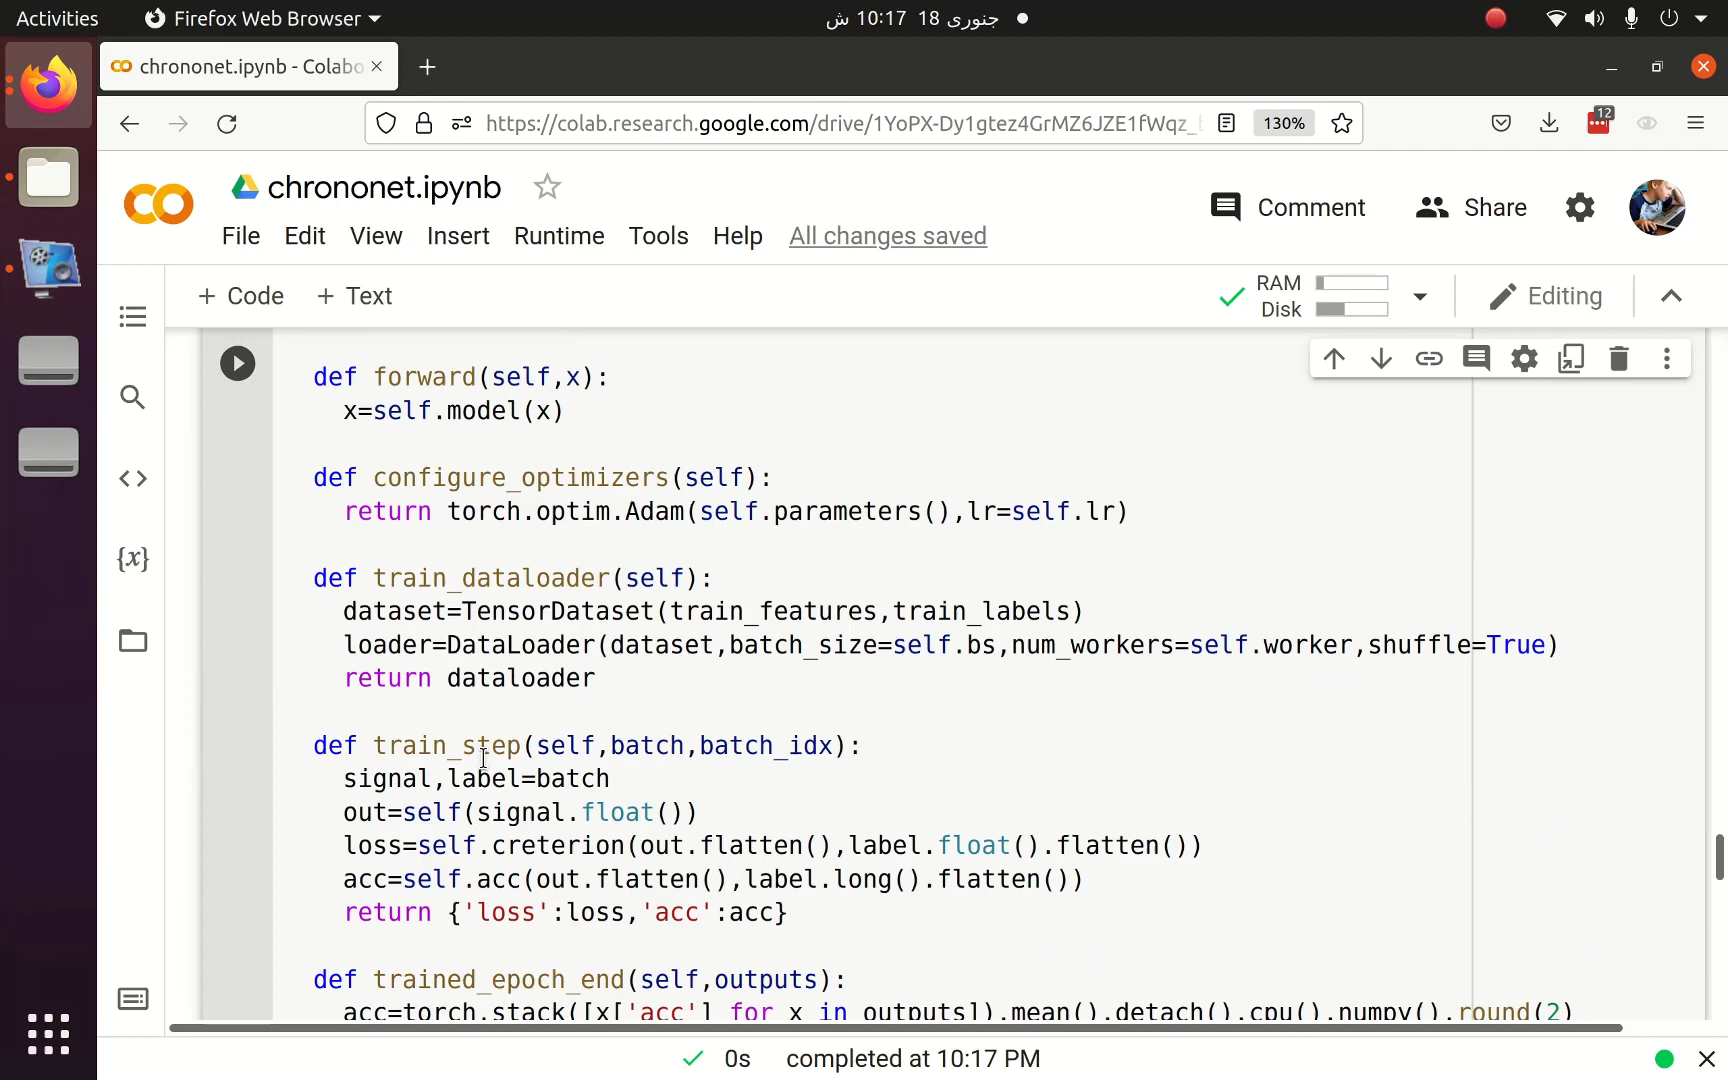 Activities
Firefox Web Browser
جنوری 18 10:17 ش
chrononet.ipynb - Colabo
https://colab.research.google.com/drive/1YoPX-Dy1gtez4GrMZ6JZE1fWqz_
130%
12
chrononet.ipynb
Comment
Share
File Edit View Insert Runtime Tools Help All changes saved
+ Code + Text
RAM
Disk
Editing
{x}
def forward(self,x):
x=self.model(x)
def configure_optimizers(self):
return torch.optim.Adam(self.parameters(),lr=self.lr)
def train_dataloader(self):
dataset=TensorDataset(train_features,train_labels)
loader=DataLoader(dataset,batch_size=self.bs,num_workers=self.worker,shuffle=True)
return dataloader
def train_step(self,batch,batch_idx):
signal,label=batch
out=self(signal.float())
loss=self.creterion(out.flatten(),label.float().flatten())
acc=self.acc(out.flatten(),label.long().flatten())
return {'loss':loss,'acc':acc}
def trained_epoch_end(self,outputs):
acc=torch.stack([x['acc'] for x in outputs]).mean().detach().cpu().numpy().round(2)
0s completed at 10:17 PM